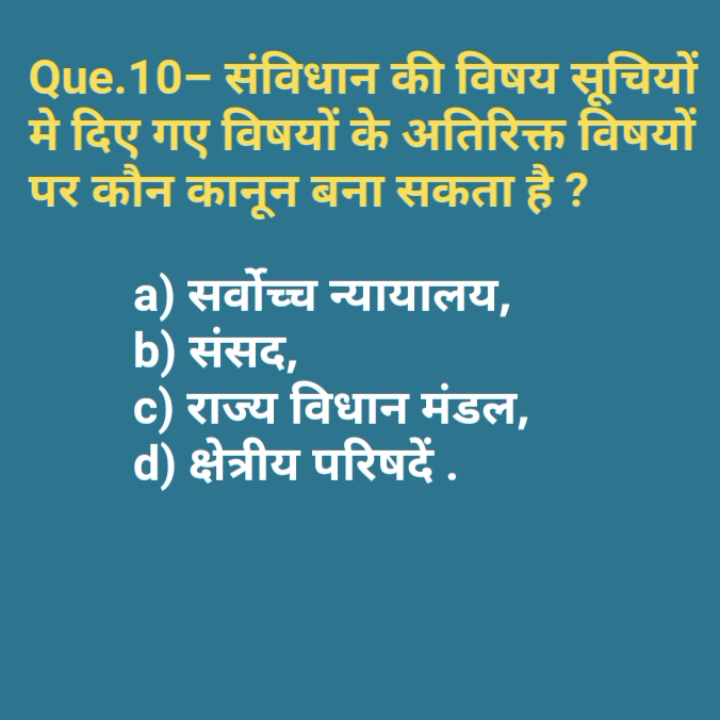 Que.10– संविधान की विषय सूचियों
मे दिए गए विषयों के अतिरिक्त विषयों
पर कौन कानून बना सकता है ?
a) सर्वोच्च न्यायालय,
b) संसद,
c) राज्य विधान मंडल,
d) क्षेत्रीय परिषदें .